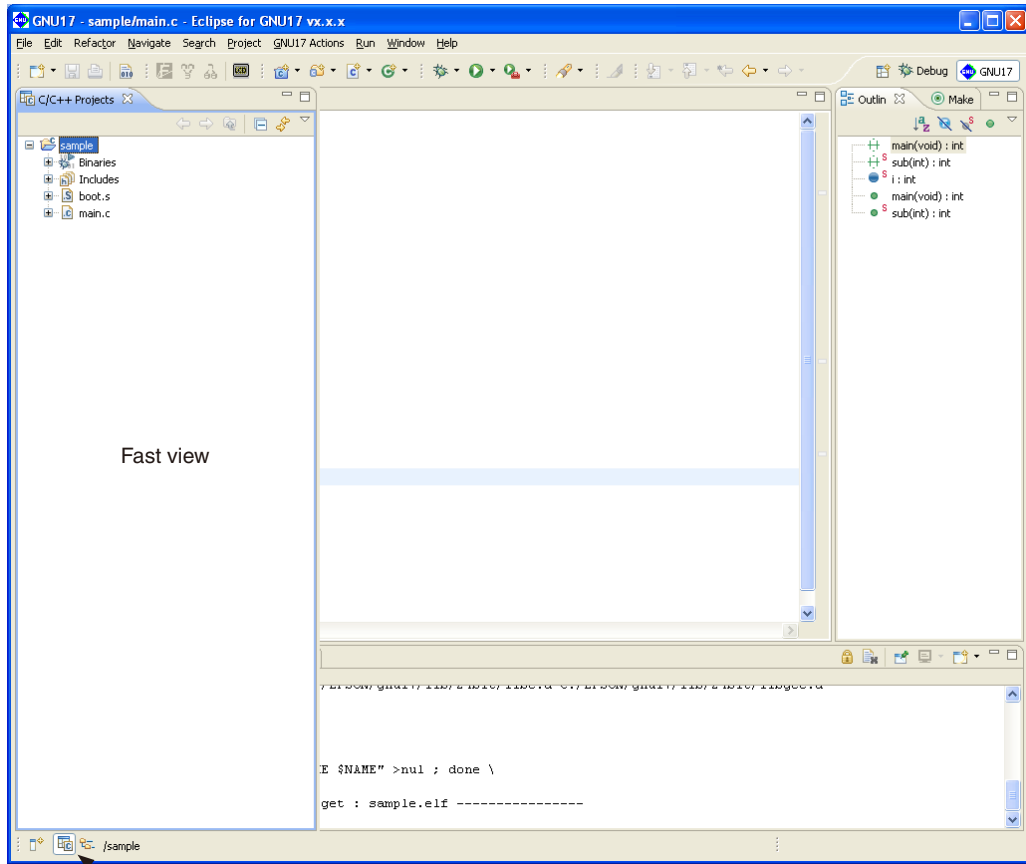 GNU17 - sample/main.c - Eclipse for GNU17 vx.x.x
File Edit Refactor Navigate Search Project GNU17 Actions Run Window Help
Debug GNU17
C/C++ Projects
Outlin Make
sample
Binaries
Includes
boot.s
main.c
main(void) : int
sub(int) : int
i : int
main(void) : int
sub(int) : int
Fast view
E $NAME" >nul ; done \
get : sample.elf ----------------
/sample